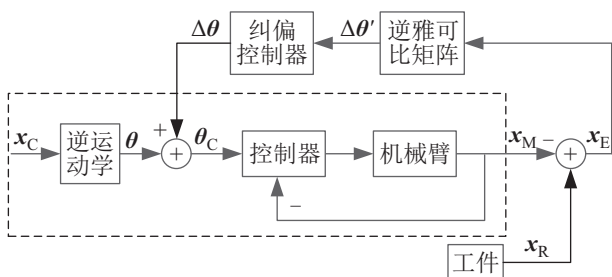 Δθ
纠偏
控制器
Δθ′
逆雅可
比矩阵
x_C
逆运
动学
θ
+
+
θ_C
控制器
机械臂
x_M
−
+
x_E
−
工件
x_R